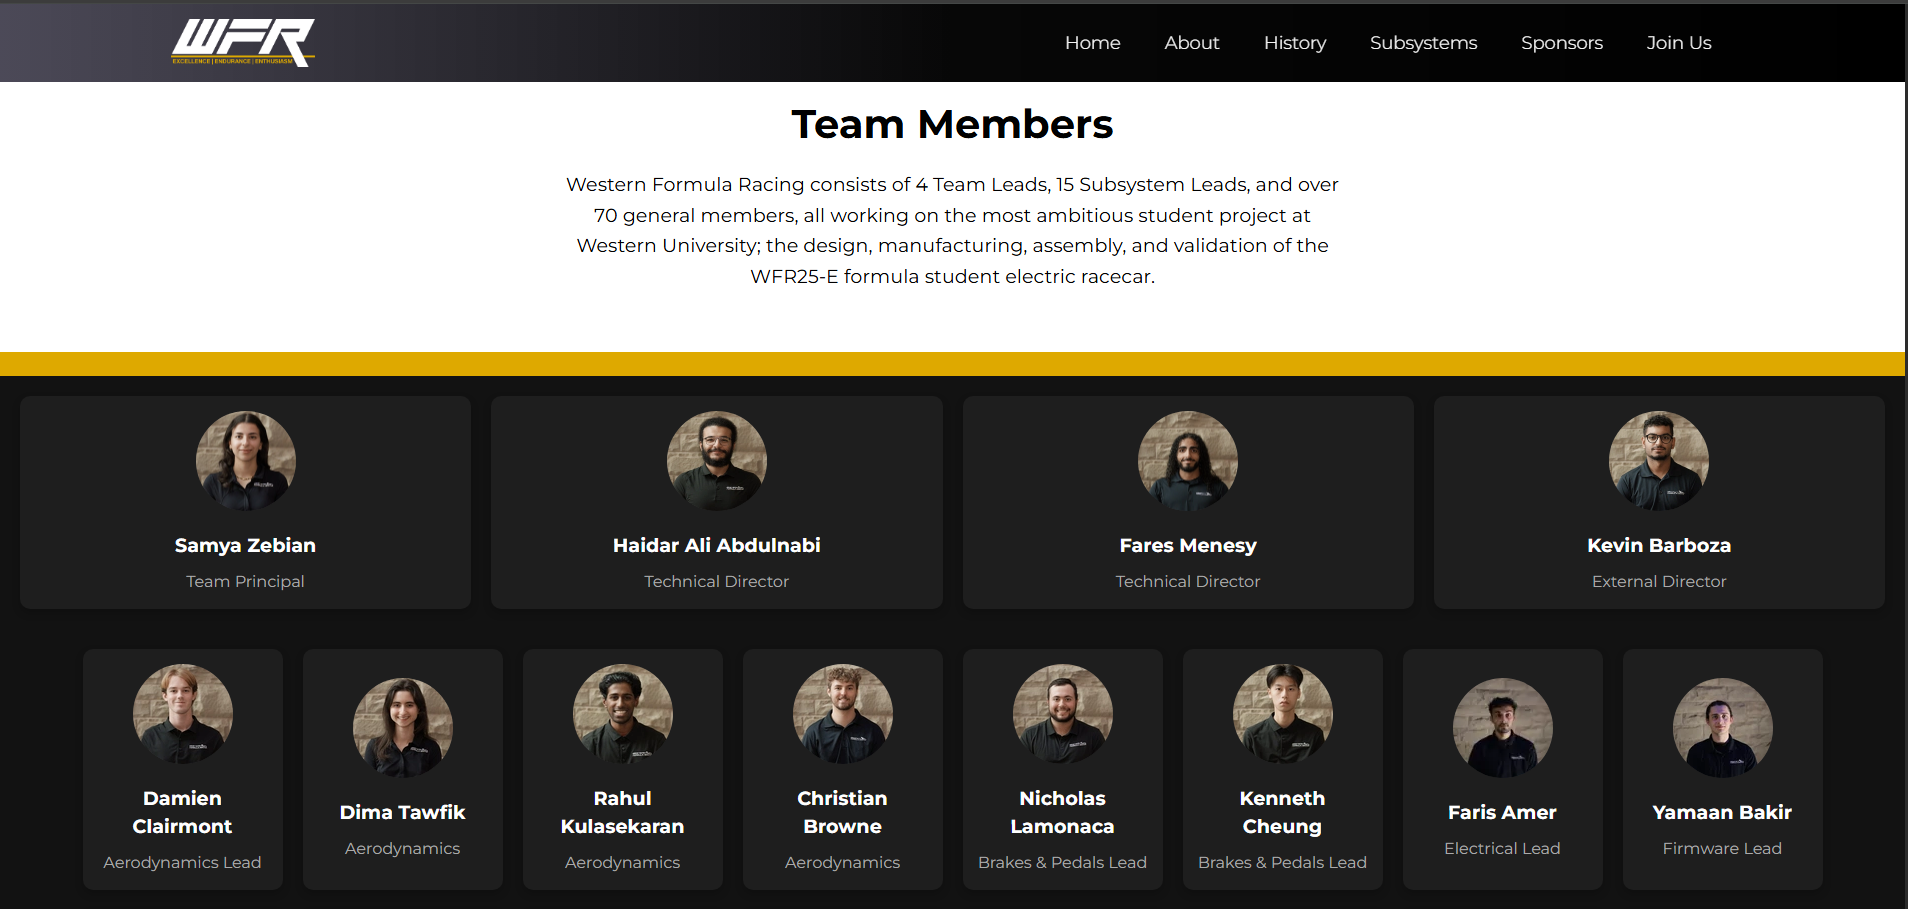 WFR
EXCELLENCE | ENDURANCE | ENTHUSIASM
Home About History Subsystems Sponsors Join Us
Team Members
Western Formula Racing consists of 4 Team Leads, 15 Subsystem Leads, and over
70 general members, all working on the most ambitious student project at
Western University; the design, manufacturing, assembly, and validation of the
WFR25-E formula student electric racecar.
Samya Zebian
Team Principal
Haidar Ali Abdulnabi
Technical Director
Fares Menesy
Technical Director
Kevin Barboza
External Director
Damien
Clairmont
Aerodynamics Lead
Dima Tawfik
Aerodynamics
Rahul
Kulasekaran
Aerodynamics
Christian
Browne
Aerodynamics
Nicholas
Lamonaca
Brakes & Pedals Lead
Kenneth
Cheung
Brakes & Pedals Lead
Faris Amer
Electrical Lead
Yamaan Bakir
Firmware Lead